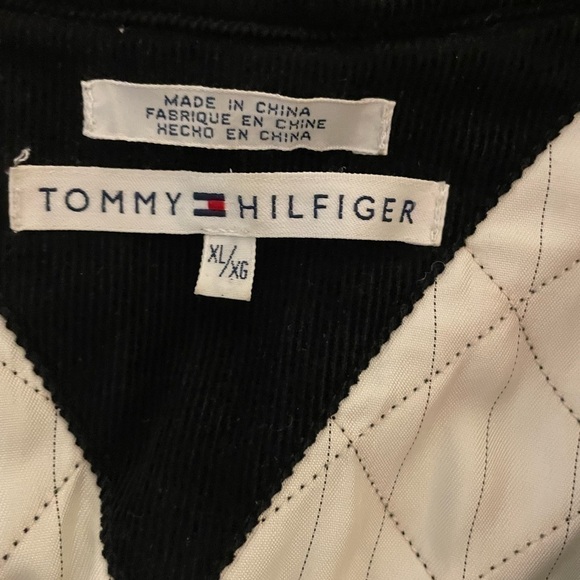 MADE IN CHINA
FABRIQUE EN CHINE
HECHO EN CHINA
TOMMY HILFIGER
XL/XG